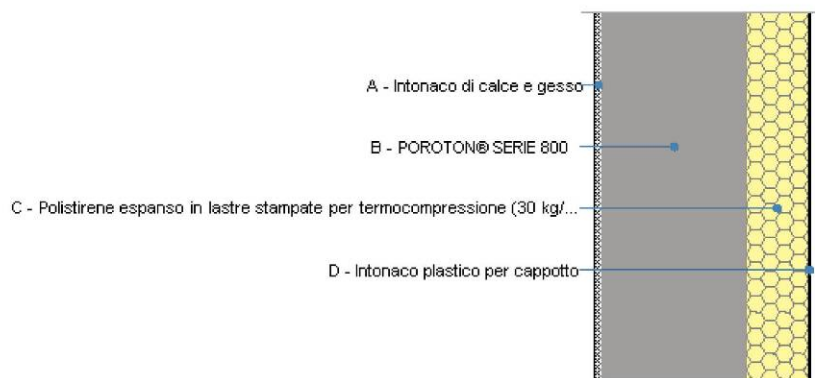 A - Intonaco di calce e gesso
B - POROTON® SERIE 800
C - Polistirene espanso in lastre stampate per termocompressione (30 kg/...
D - Intonaco plastico per cappotto